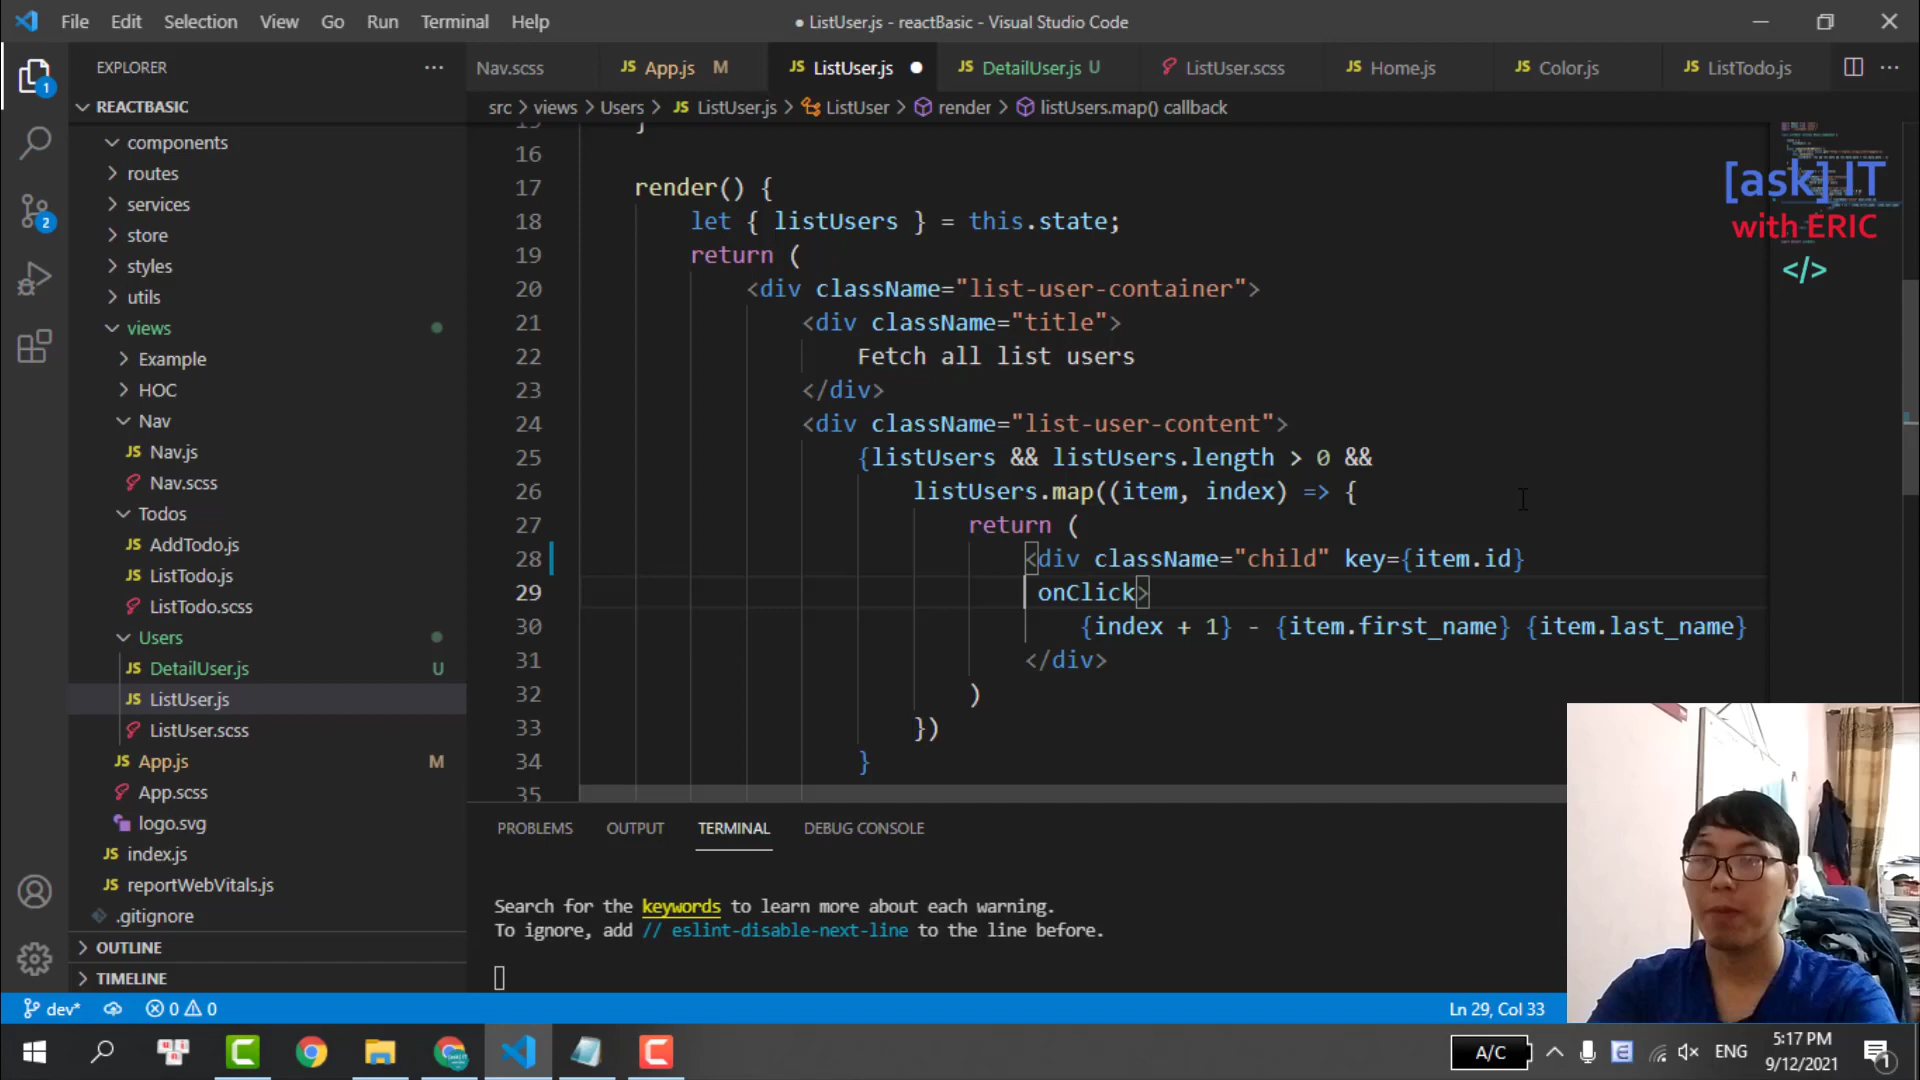 File Edit Selection View Go Run Terminal Help
● ListUser.js - reactBasic - Visual Studio Code
EXPLORER
Nav.scss
JS App.js M
JS ListUser.js
JS DetailUser.js U
ListUser.scss
JS Home.js
JS Color.js
JS ListTodo.js
src > views > Users > JS ListUser.js > ListUser > render > listUsers.map() callback
REACTBASIC
components
routes
services
store
styles
utils
views
Example
HOC
Nav
JS Nav.js
Nav.scss
Todos
JS AddTodo.js
JS ListTodo.js
ListTodo.scss
Users
JS DetailUser.js U
JS ListUser.js
ListUser.scss
JS App.js M
App.scss
logo.svg
JS index.js
JS reportWebVitals.js
.gitignore
OUTLINE
TIMELINE
1
2
15 }
16
17 render() {
18 let { listUsers } = this.state;
19 return (
20 <div className="list-user-container">
21 <div className="title">
22 Fetch all list users
23 </div>
24 <div className="list-user-content">
25 {listUsers && listUsers.length > 0 &&
26 listUsers.map((item, index) => {
27 return (
28 <div className="child" key={item.id}
29 onClick>
30 {index + 1} - {item.first_name} {item.last_name}
31 </div>
32 )
33 })
34 }
35
[ask] IT
with ERIC
</>
PROBLEMS OUTPUT TERMINAL DEBUG CONSOLE
Search for the keywords to learn more about each warning.
To ignore, add // eslint-disable-next-line to the line before.
dev* 0 0
Ln 29, Col 33
A/C
ENG
5:17 PM
9/12/2021
1